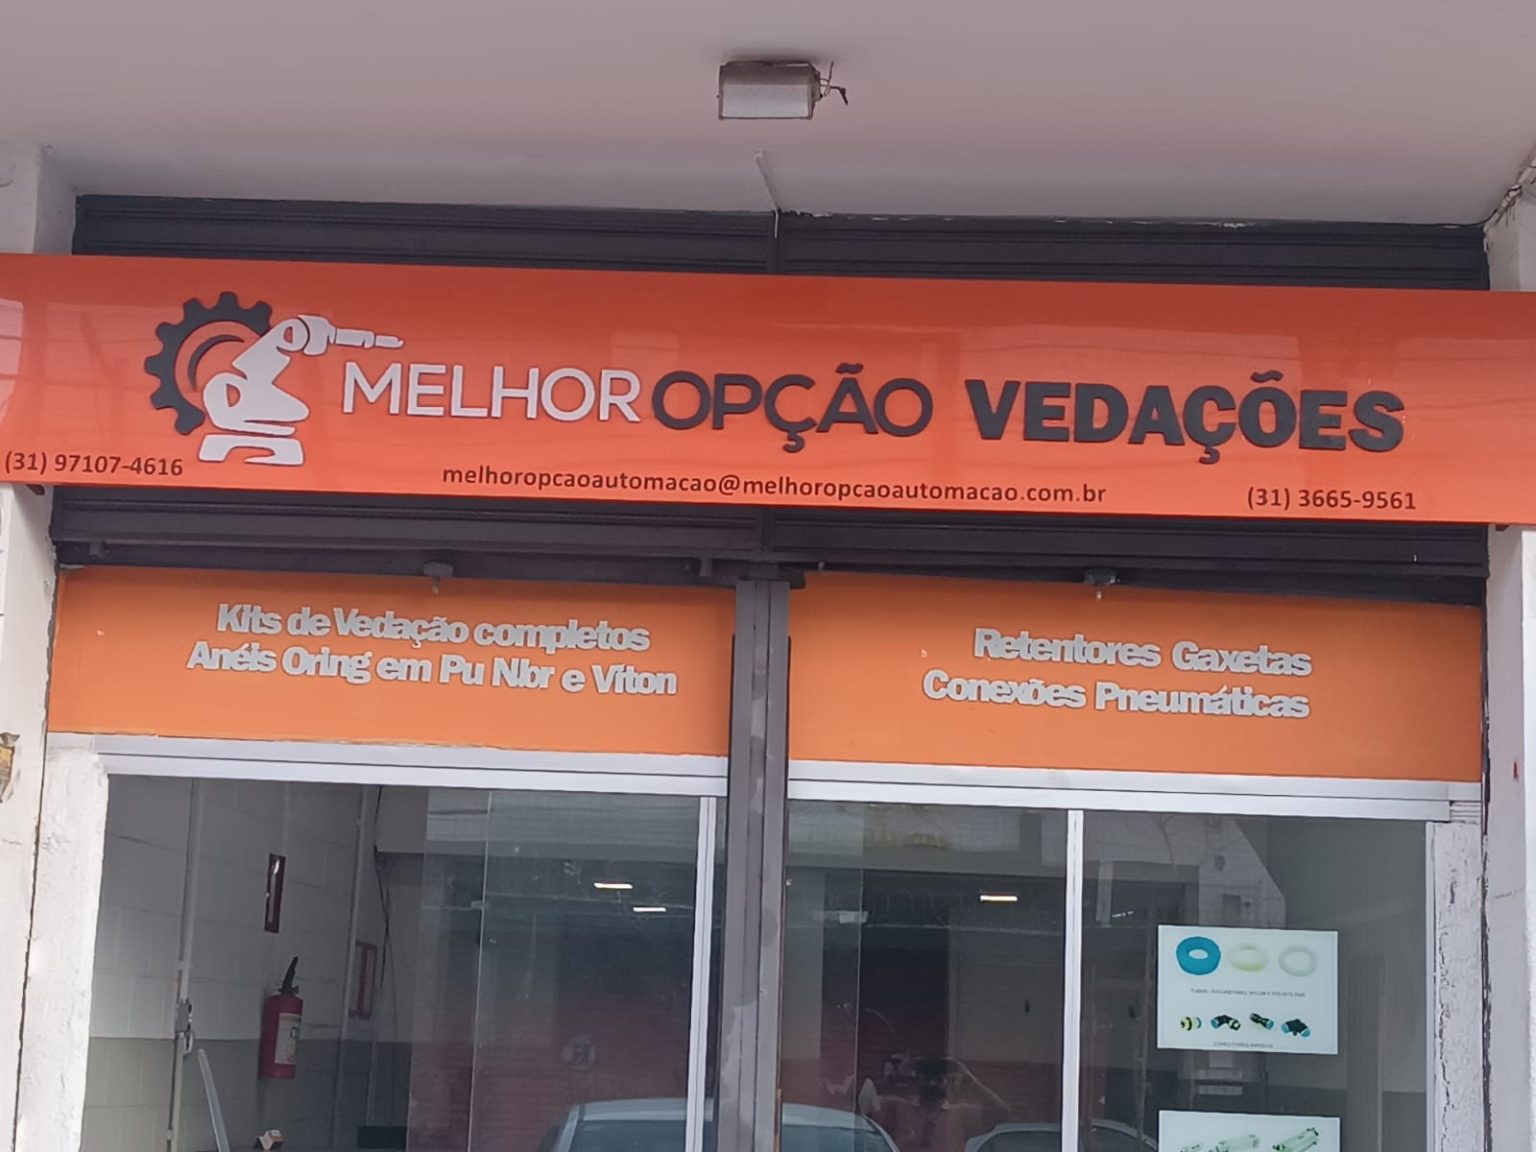 MELHOR OPÇÃO VEDAÇÕES
(31) 97107-4616
melhoropcaoautomacao@melhoropcaoautomacao.com.br
(31) 3665-9561
Kits de Vedação completos
Anéis Oring em Pu Nbr e Viton
Retentores Gaxetas
Conexões Pneumáticas